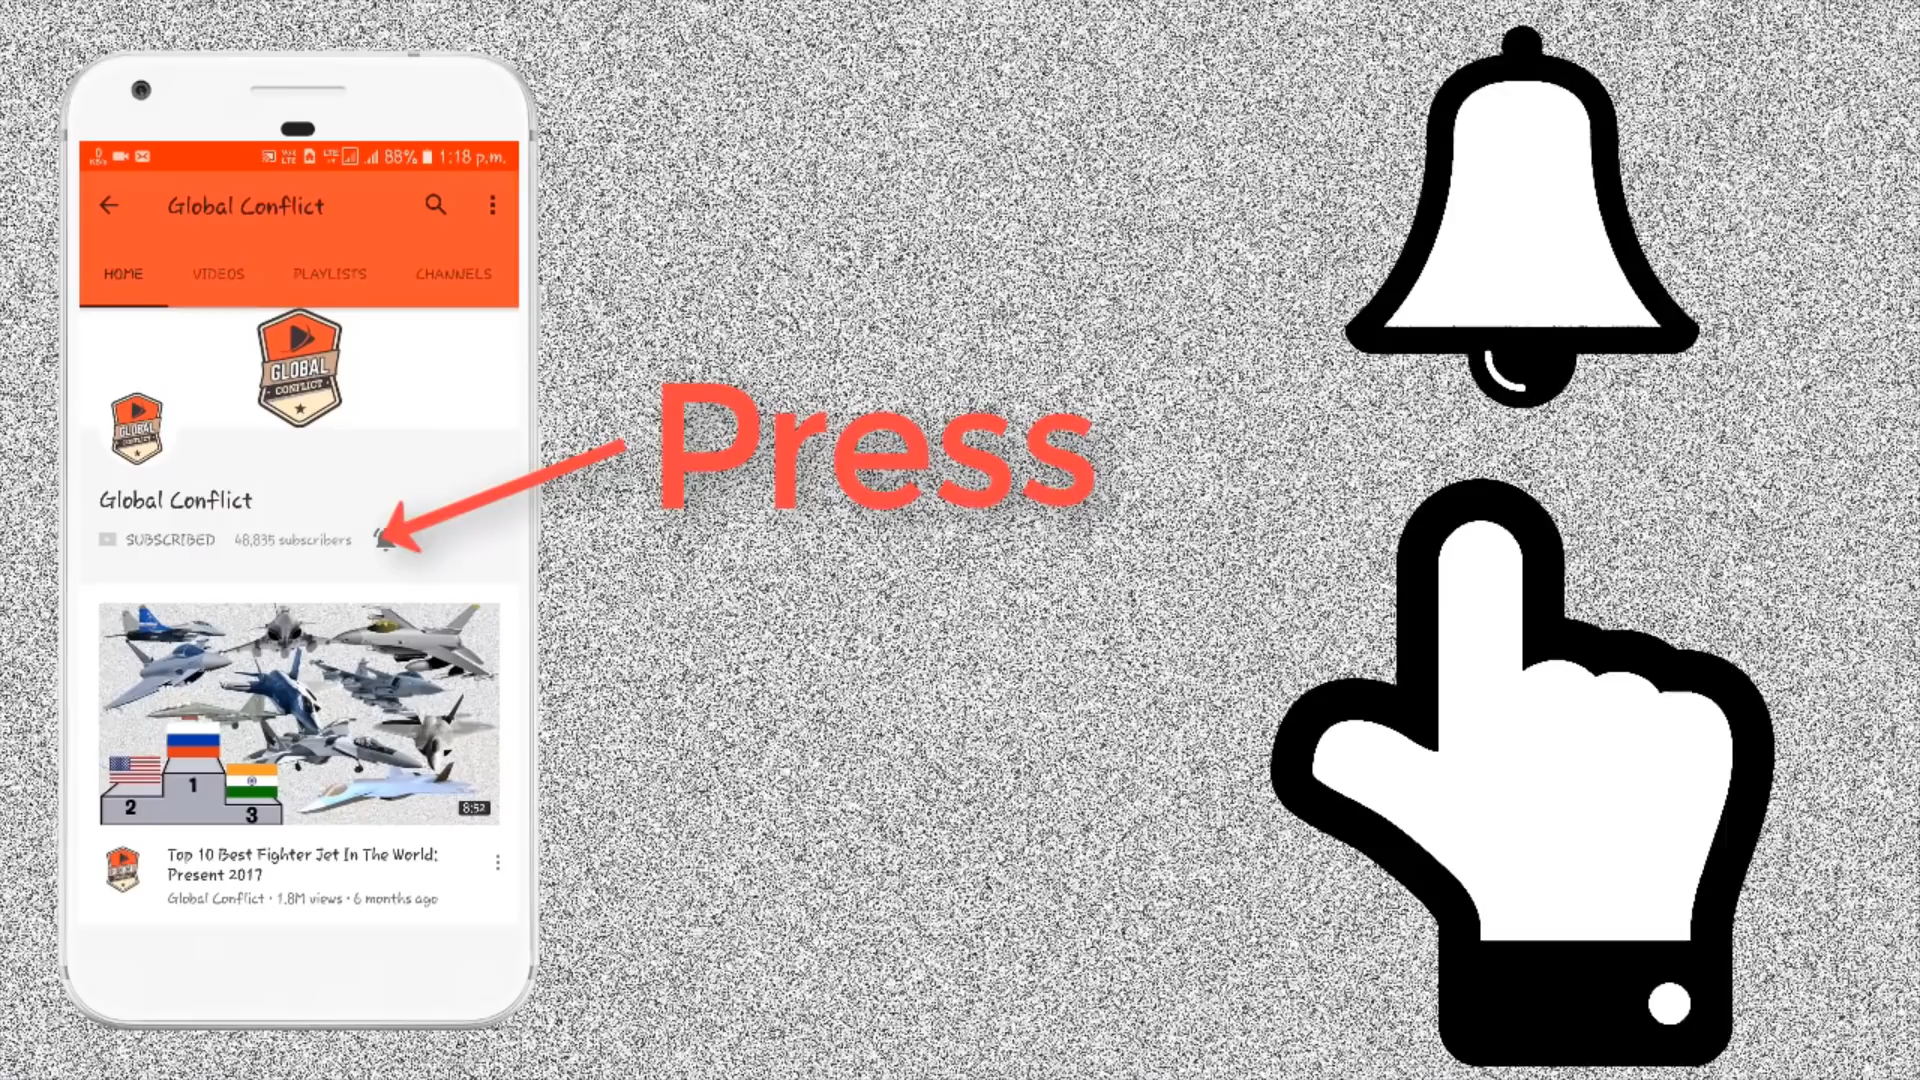 88% 1:18 p.m.
Global Conflict
HOME VIDEOS PLAYLISTS CHANNELS
GLOBAL
CONFLICT
GLOBAL
CONFLICT
Press
Global Conflict
SUBSCRIBED 48,835 subscribers
1
2
3
8:52
Top 10 Best Fighter Jet In The World:
Present 2017
Global Conflict · 1.8M views · 6 months ago